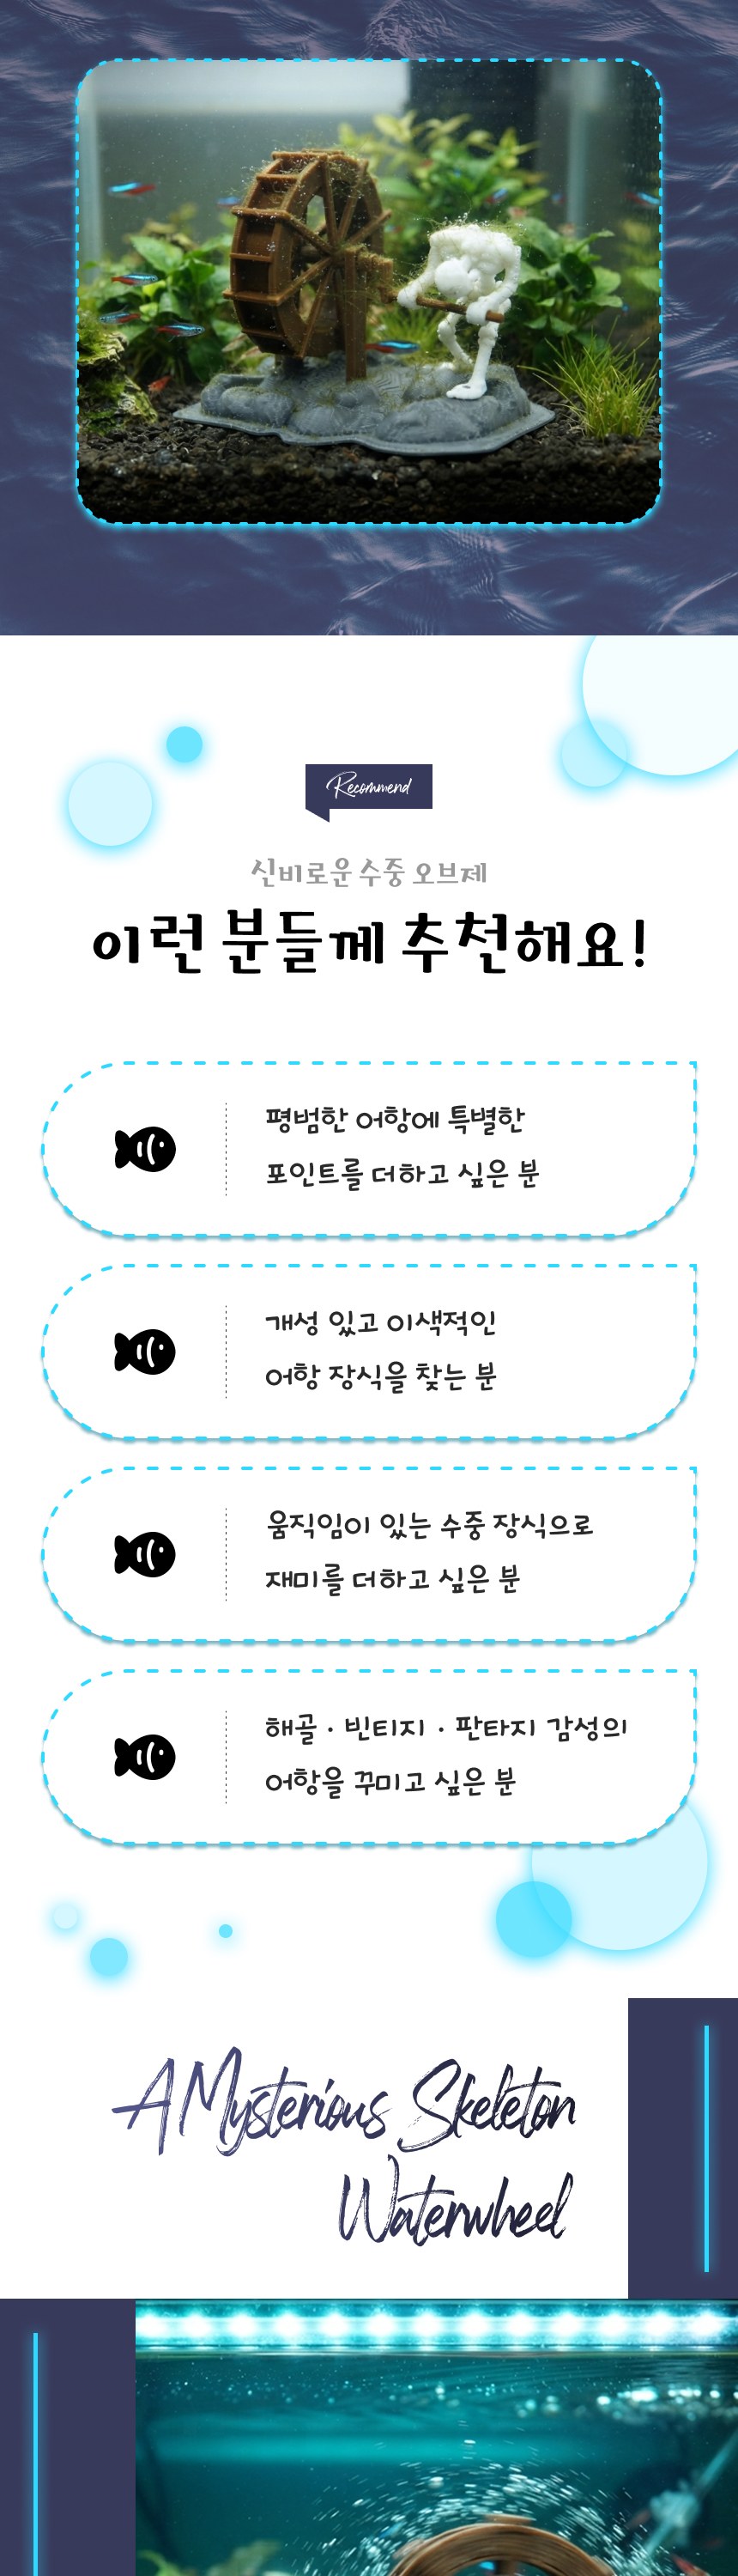 Recommend
신비로운 수중 오브제
이런 분들께 추천해요!
평범한 어항에 특별한
포인트를 더하고 싶은 분
개성 있고 이색적인
어항 장식을 찾는 분
움직임이 있는 수중 장식으로
재미를 더하고 싶은 분
해골 · 빈티지 · 판타지 감성의
어항을 꾸미고 싶은 분
A Mysterious Skeleton
Waterwheel